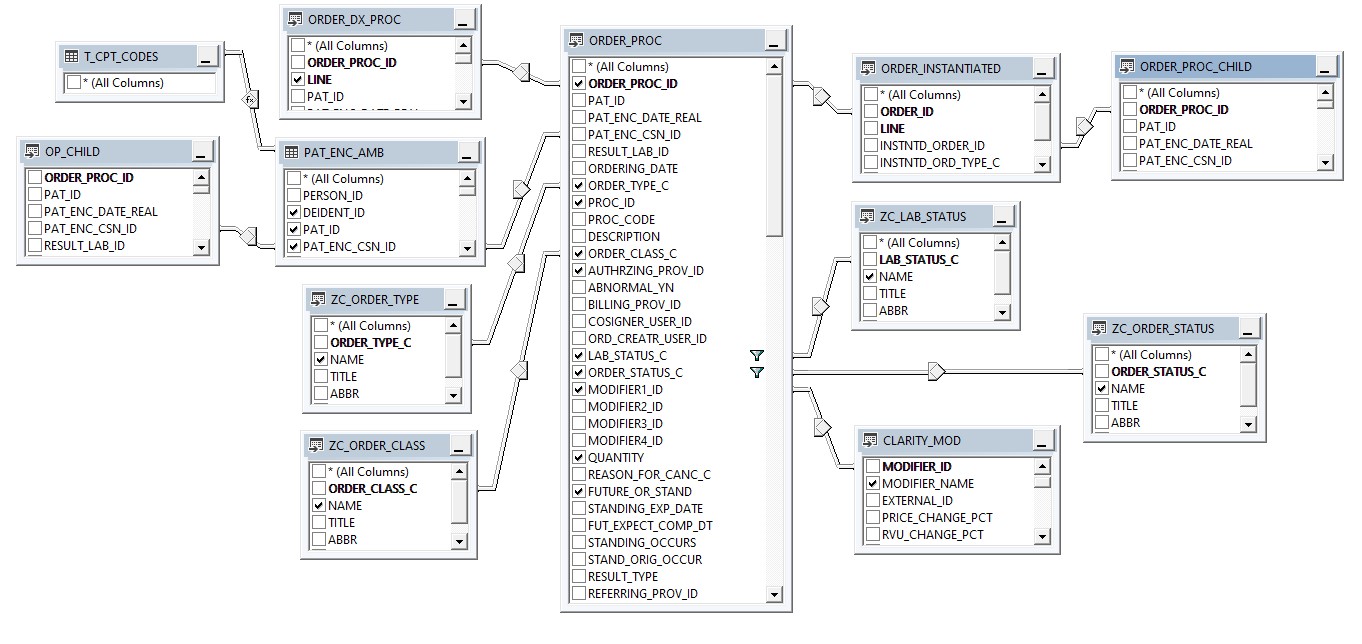 T_CPT_CODES
* (All Columns)
ORDER_DX_PROC
* (All Columns)
ORDER_PROC_ID
LINE
PAT_ID
OP_CHILD
ORDER_PROC_ID
PAT_ID
PAT_ENC_DATE_REAL
PAT_ENC_CSN_ID
RESULT_LAB_ID
PAT_ENC_AMB
* (All Columns)
PERSON_ID
DEIDENT_ID
PAT_ID
PAT_ENC_CSN_ID
ZC_ORDER_TYPE
* (All Columns)
ORDER_TYPE_C
NAME
TITLE
ABBR
ZC_ORDER_CLASS
* (All Columns)
ORDER_CLASS_C
NAME
TITLE
ABBR
ORDER_PROC
* (All Columns)
ORDER_PROC_ID
PAT_ID
PAT_ENC_DATE_REAL
PAT_ENC_CSN_ID
RESULT_LAB_ID
ORDERING_DATE
ORDER_TYPE_C
PROC_ID
PROC_CODE
DESCRIPTION
ORDER_CLASS_C
AUTHRZING_PROV_ID
ABNORMAL_YN
BILLING_PROV_ID
COSIGNER_USER_ID
ORD_CREATR_USER_ID
LAB_STATUS_C
ORDER_STATUS_C
MODIFIER1_ID
MODIFIER2_ID
MODIFIER3_ID
MODIFIER4_ID
QUANTITY
REASON_FOR_CANC_C
FUTURE_OR_STAND
STANDING_EXP_DATE
FUT_EXPECT_COMP_DT
STANDING_OCCURS
STAND_ORIG_OCCUR
RESULT_TYPE
REFERRING_PROV_ID
ORDER_INSTANTIATED
* (All Columns)
ORDER_ID
LINE
INSTNTD_ORDER_ID
INSTNTD_ORD_TYPE_C
ORDER_PROC_CHILD
* (All Columns)
ORDER_PROC_ID
PAT_ID
PAT_ENC_DATE_REAL
PAT_ENC_CSN_ID
ZC_LAB_STATUS
* (All Columns)
LAB_STATUS_C
NAME
TITLE
ABBR
ZC_ORDER_STATUS
* (All Columns)
ORDER_STATUS_C
NAME
TITLE
ABBR
CLARITY_MOD
MODIFIER_ID
MODIFIER_NAME
EXTERNAL_ID
PRICE_CHANGE_PCT
RVU_CHANGE_PCT